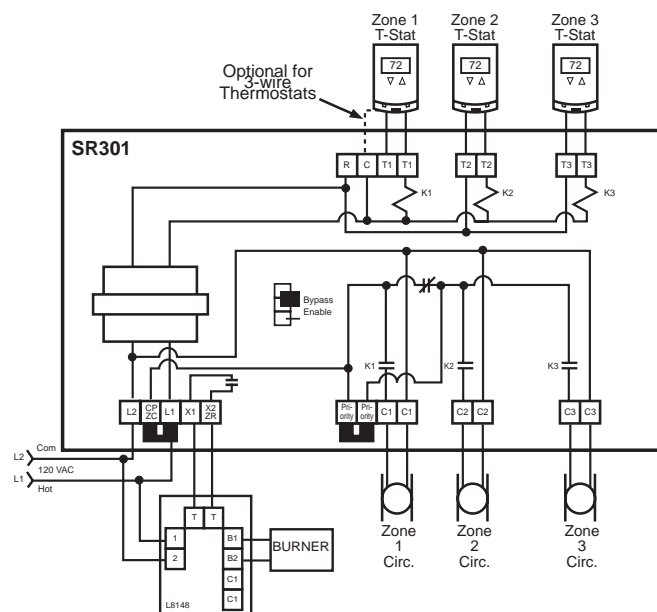 Zone 1
T-Stat
Zone 2
T-Stat
Zone 3
T-Stat
72
72
72
Optional for
3-wire
Thermostats
SR301
R C T1 T1
T2 T2
T3 T3
K1
K2
K3
Bypass
Enable
K1
K2
K3
L2 CP ZC L1 X1 X2 ZR
Pri-
ority
Pri-
ority
C1 C1
C2 C2
C3 C3
L2 Com
120 VAC
L1 Hot
T T
1
2
B1
B2
C1
C1
BURNER
L8148
Zone
1
Circ.
Zone
2
Circ.
Zone
3
Circ.